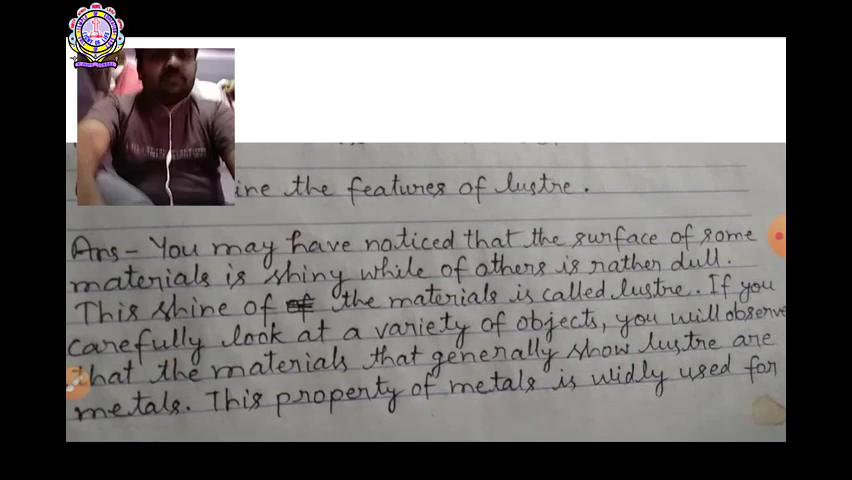 ine the features of lustre.
Ans - You may have noticed that the surface of some
materials is shiny while of others is rather dull.
This shine of the materials is called lustre. If you
carefully look at a variety of objects, you will observe
that the materials that generally show lustre are
metals. This property of metals is widly used for